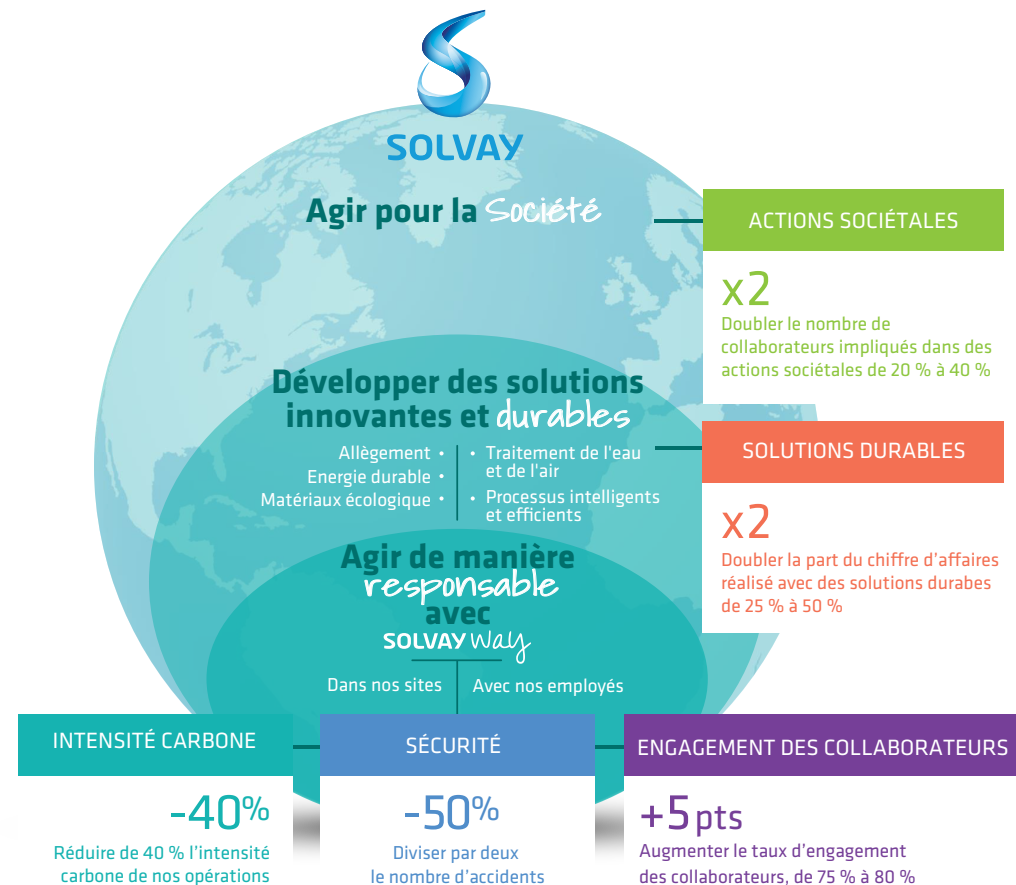 SOLVAY
Agir pour la Société
ACTIONS SOCIÉTALES
x2
Doubler le nombre de
collaborateurs impliqués dans des
actions sociétales de 20 % à 40 %
Développer des solutions
innovantes et durables
Allègement •
Energie durable •
Matériaux écologique •
• Traitement de l'eau
et de l'air
• Processus intelligents
et efficients
SOLUTIONS DURABLES
x2
Doubler la part du chiffre d'affaires
réalisé avec des solutions durabes
de 25 % à 50 %
Agir de manière
responsable
avec
SOLVAY way
Dans nos sites
Avec nos employés
INTENSITÉ CARBONE
-40%
Réduire de 40 % l'intensité
carbone de nos opérations
SÉCURITÉ
-50%
Diviser par deux
le nombre d'accidents
ENGAGEMENT DES COLLABORATEURS
+5 pts
Augmenter le taux d'engagement
des collaborateurs, de 75 % à 80 %